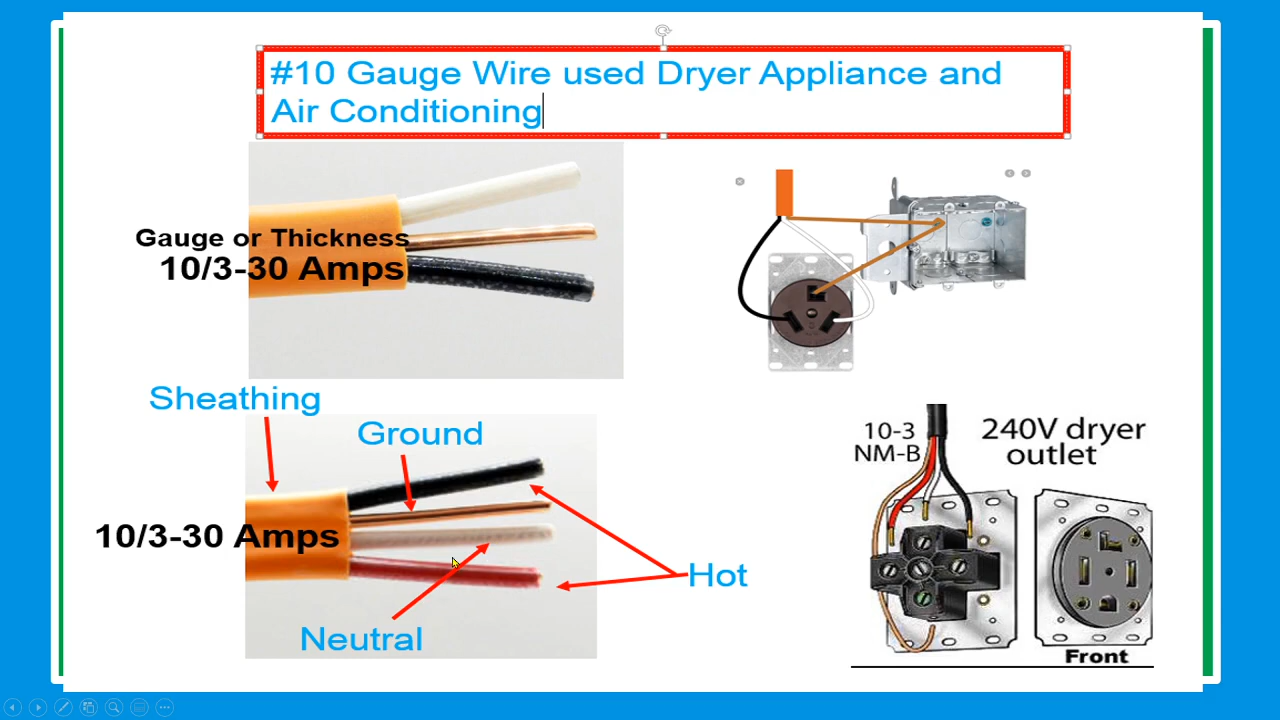 #10 Gauge Wire used Dryer Appliance and
Air Conditioning
Gauge or Thickness
10/3-30 Amps
Sheathing
Ground
10/3-30 Amps
Hot
Neutral
10-3
NM-B
240V dryer
outlet
Front